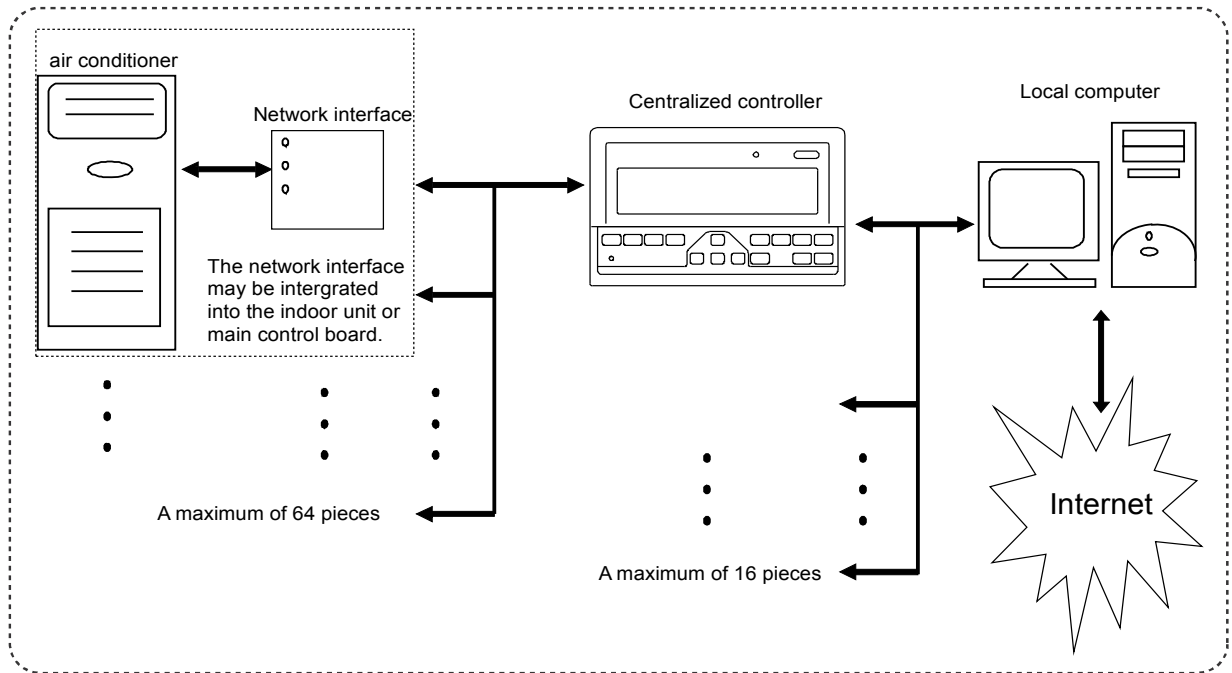 air conditioner
Network interface
The network interface
may be intergrated
into the indoor unit or
main control board.
A maximum of 64 pieces
Centralized controller
A maximum of 16 pieces
Local computer
Internet